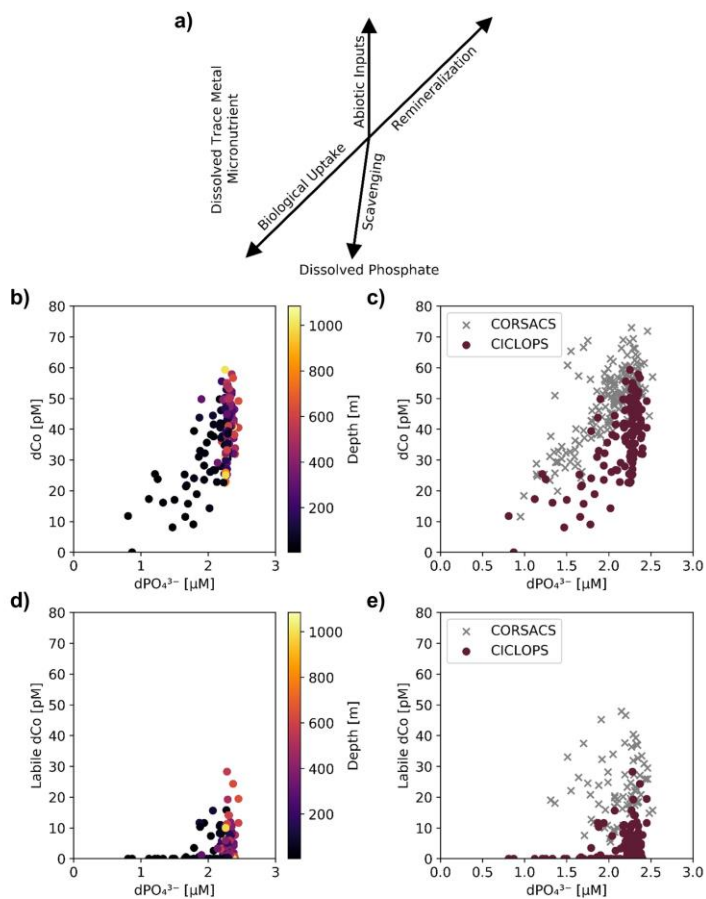 a)
Dissolved Trace Metal
Micronutrient
Abiotic Inputs
Remineralization
Biological Uptake
Scavenging
Dissolved Phosphate
b)
80
70
60
50
40
30
20
10
0
dCo [pM]
0
1
2
3
dPO₄³⁻ [μM]
1000
800
600
400
200
Depth [m]
c)
80
70
60
50
40
30
20
10
0
dCo [pM]
CORSACS
CICLOPS
0.0
0.5
1.0
1.5
2.0
2.5
3.0
dPO₄³⁻ [μM]
d)
80
70
60
50
40
30
20
10
0
Labile dCo [pM]
0
1
2
3
dPO₄³⁻ [μM]
1000
800
600
400
200
Depth [m]
e)
80
70
60
50
40
30
20
10
0
Labile dCo [pM]
CORSACS
CICLOPS
0.0
0.5
1.0
1.5
2.0
2.5
3.0
dPO₄³⁻ [μM]